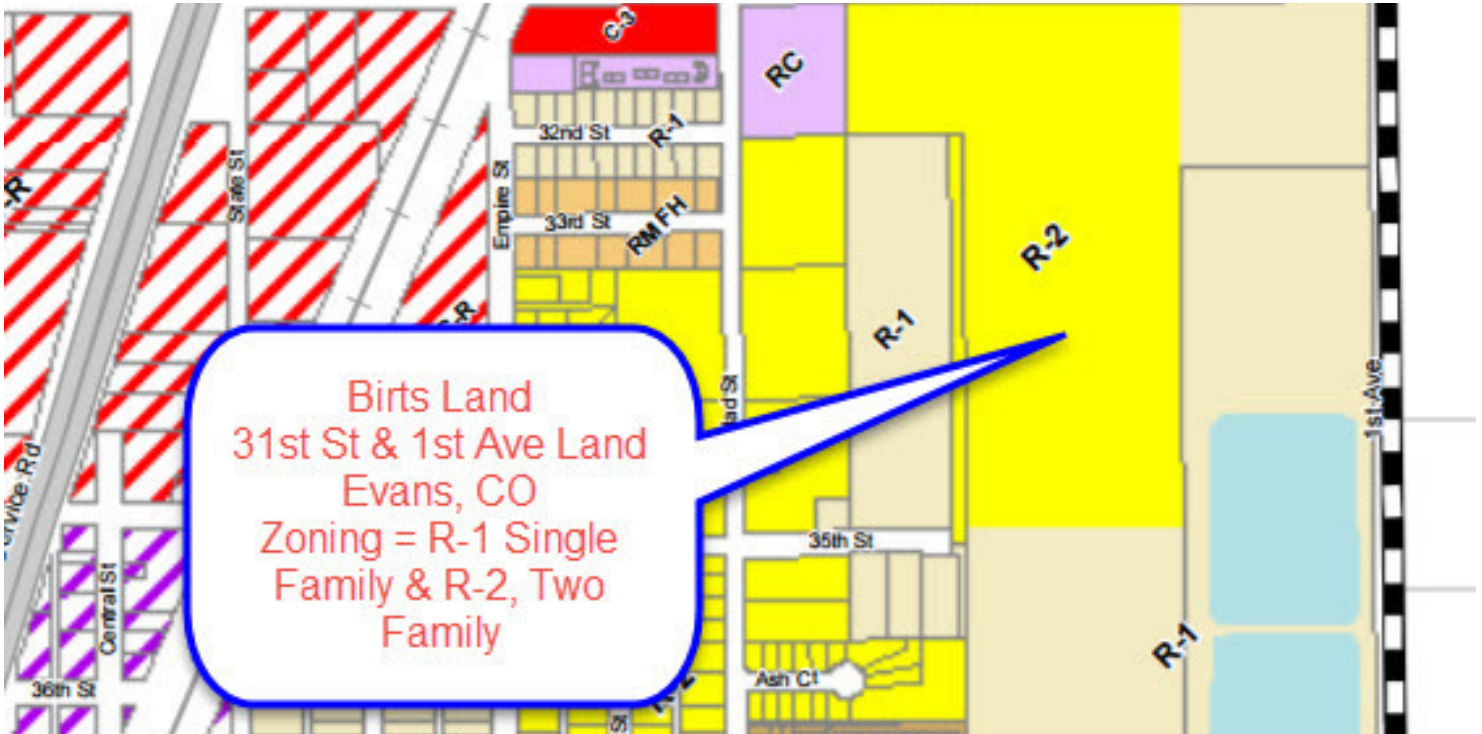 C-3
RC
32nd St
R-1
State St
Empire St
33rd St
RMFH
R-2
R-1
Birts Land
31st St & 1st Ave Land
Evans, CO
Zoning = R-1 Single
Family & R-2, Two
Family
1st Ave
35th St
Central St
R-1
Ash Ct
36th St
St